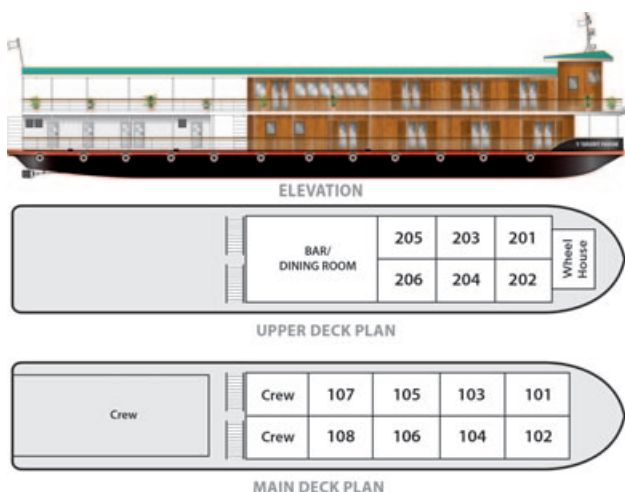 ELEVATION
BAR/
DINING ROOM
205 203 201
206 204 202
Wheel
House
UPPER DECK PLAN
Crew
Crew 107 105 103 101
Crew 108 106 104 102
MAIN DECK PLAN